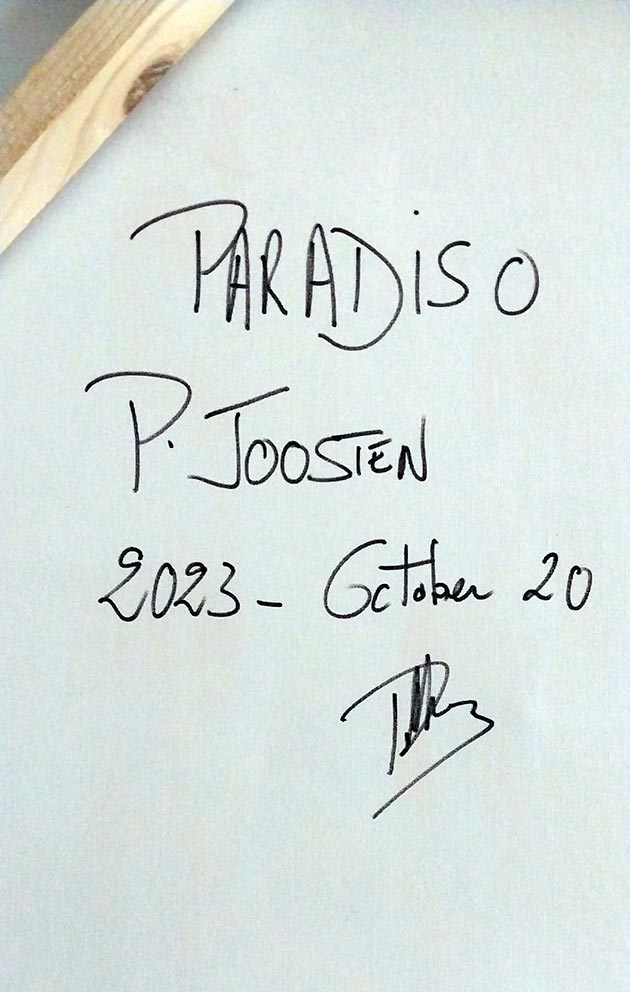 PARADiSO
P. JOOSTEN
2023 - October 20